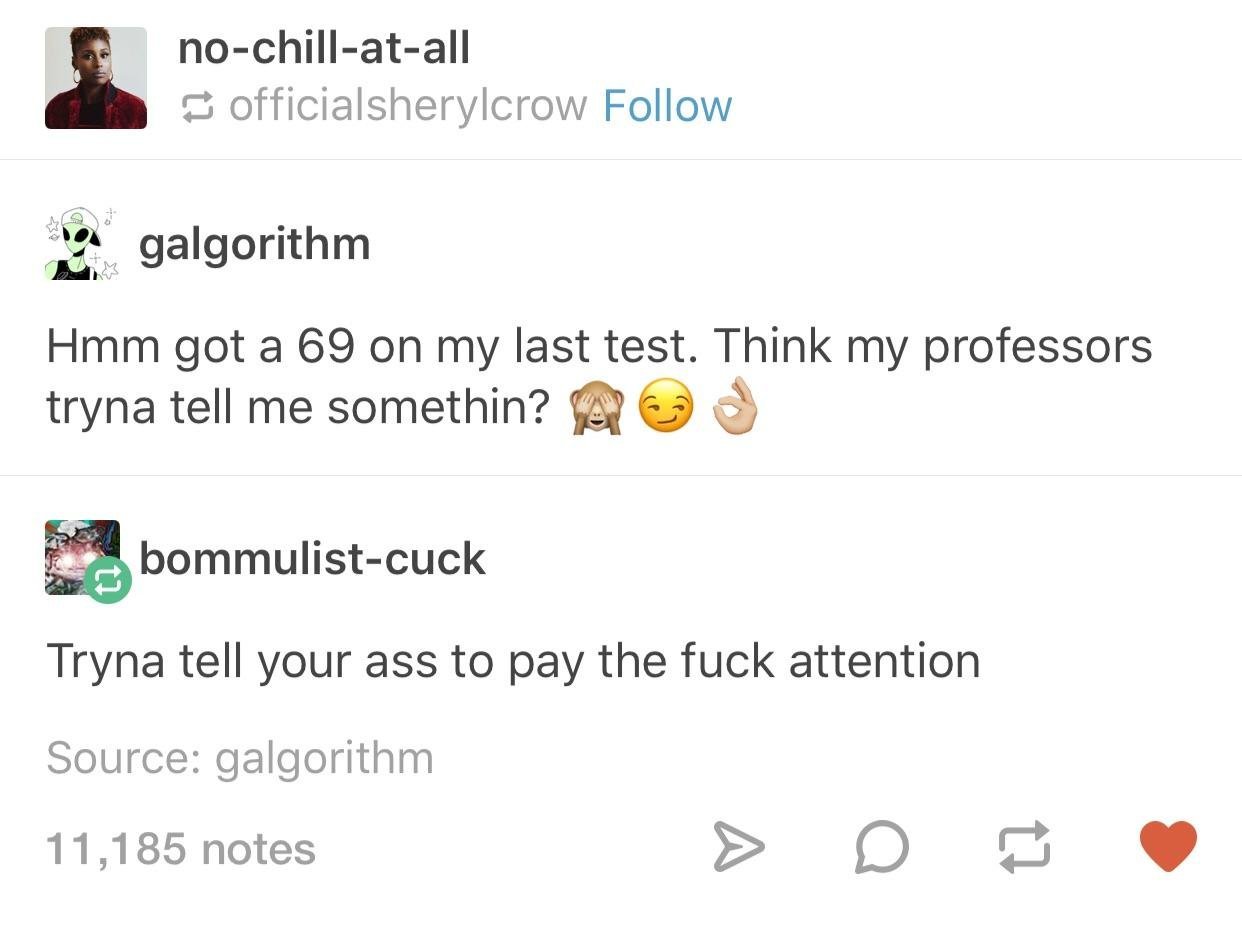 no-chill-at-all
officialsherylcrow Follow
galgorithm
Hmm got a 69 on my last test. Think my professors
tryna tell me somethin? 🙈😏👌🏼
bommulist-cuck
Tryna tell your ass to pay the fuck attention
Source: galgorithm
11,185 notes